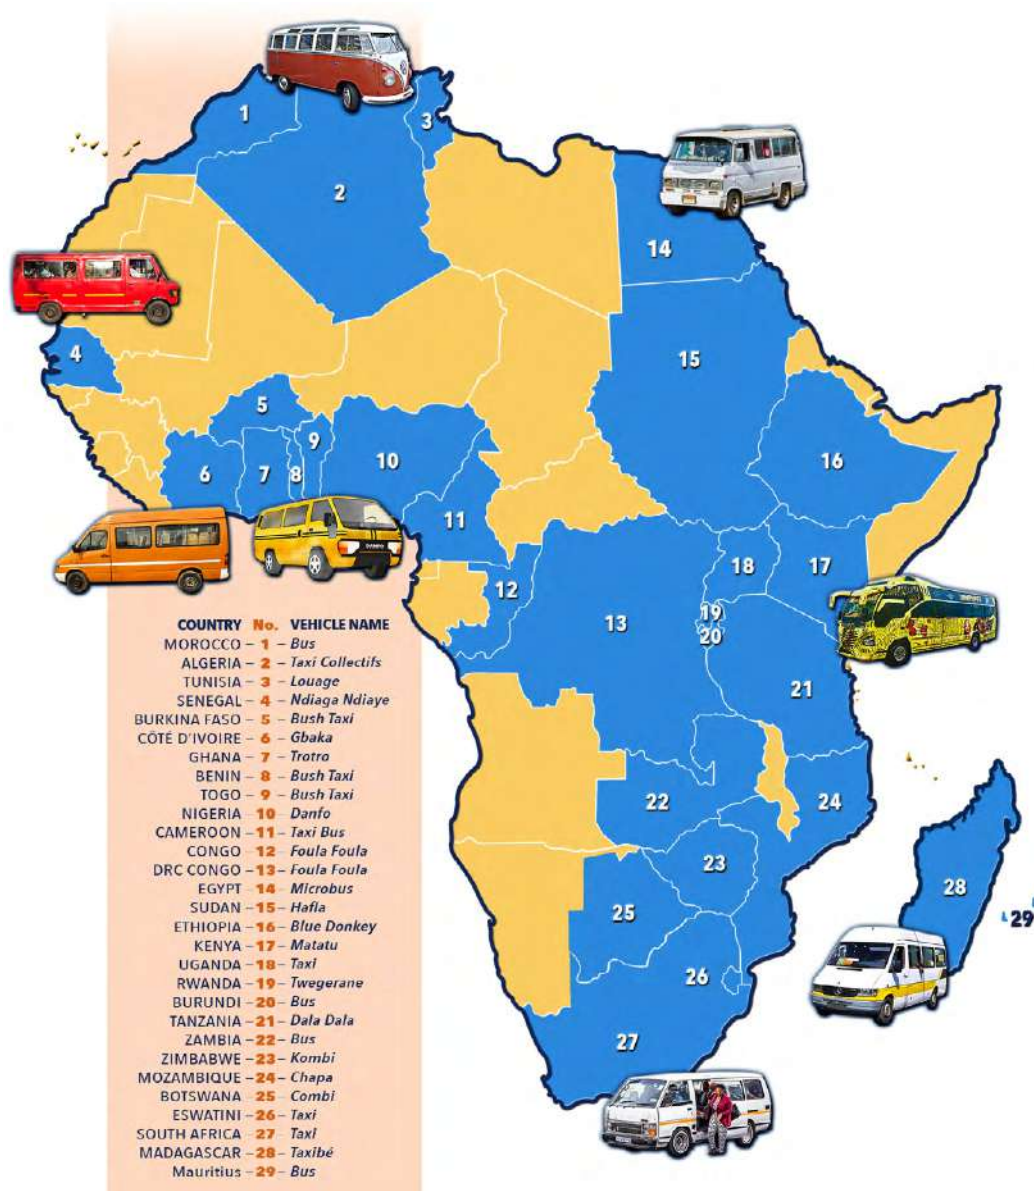 1
3
2
14
4
15
5
9
6
7
8
10
16
11
12
18
17
13
19
20
21
22
24
23
28
25
29
26
27
DANFO
COUNTRY No. VEHICLE NAME
MOROCCO – 1 – Bus
ALGERIA – 2 – Taxi Collectifs
TUNISIA – 3 – Louage
SENEGAL – 4 – Ndiaga Ndiaye
BURKINA FASO – 5 – Bush Taxi
CÔTÉ D'IVOIRE – 6 – Gbaka
GHANA – 7 – Trotro
BENIN – 8 – Bush Taxi
TOGO – 9 – Bush Taxi
NIGERIA – 10 – Danfo
CAMEROON – 11 – Taxi Bus
CONGO – 12 – Foula Foula
DRC CONGO – 13 – Foula Foula
EGYPT – 14 – Microbus
SUDAN – 15 – Hafla
ETHIOPIA – 16 – Blue Donkey
KENYA – 17 – Matatu
UGANDA – 18 – Taxi
RWANDA – 19 – Twegerane
BURUNDI – 20 – Bus
TANZANIA – 21 – Dala Dala
ZAMBIA – 22 – Bus
ZIMBABWE – 23 – Kombi
MOZAMBIQUE – 24 – Chapa
BOTSWANA – 25 – Combi
ESWATINI – 26 – Taxi
SOUTH AFRICA – 27 – Taxi
MADAGASCAR – 28 – Taxibé
Mauritius – 29 – Bus